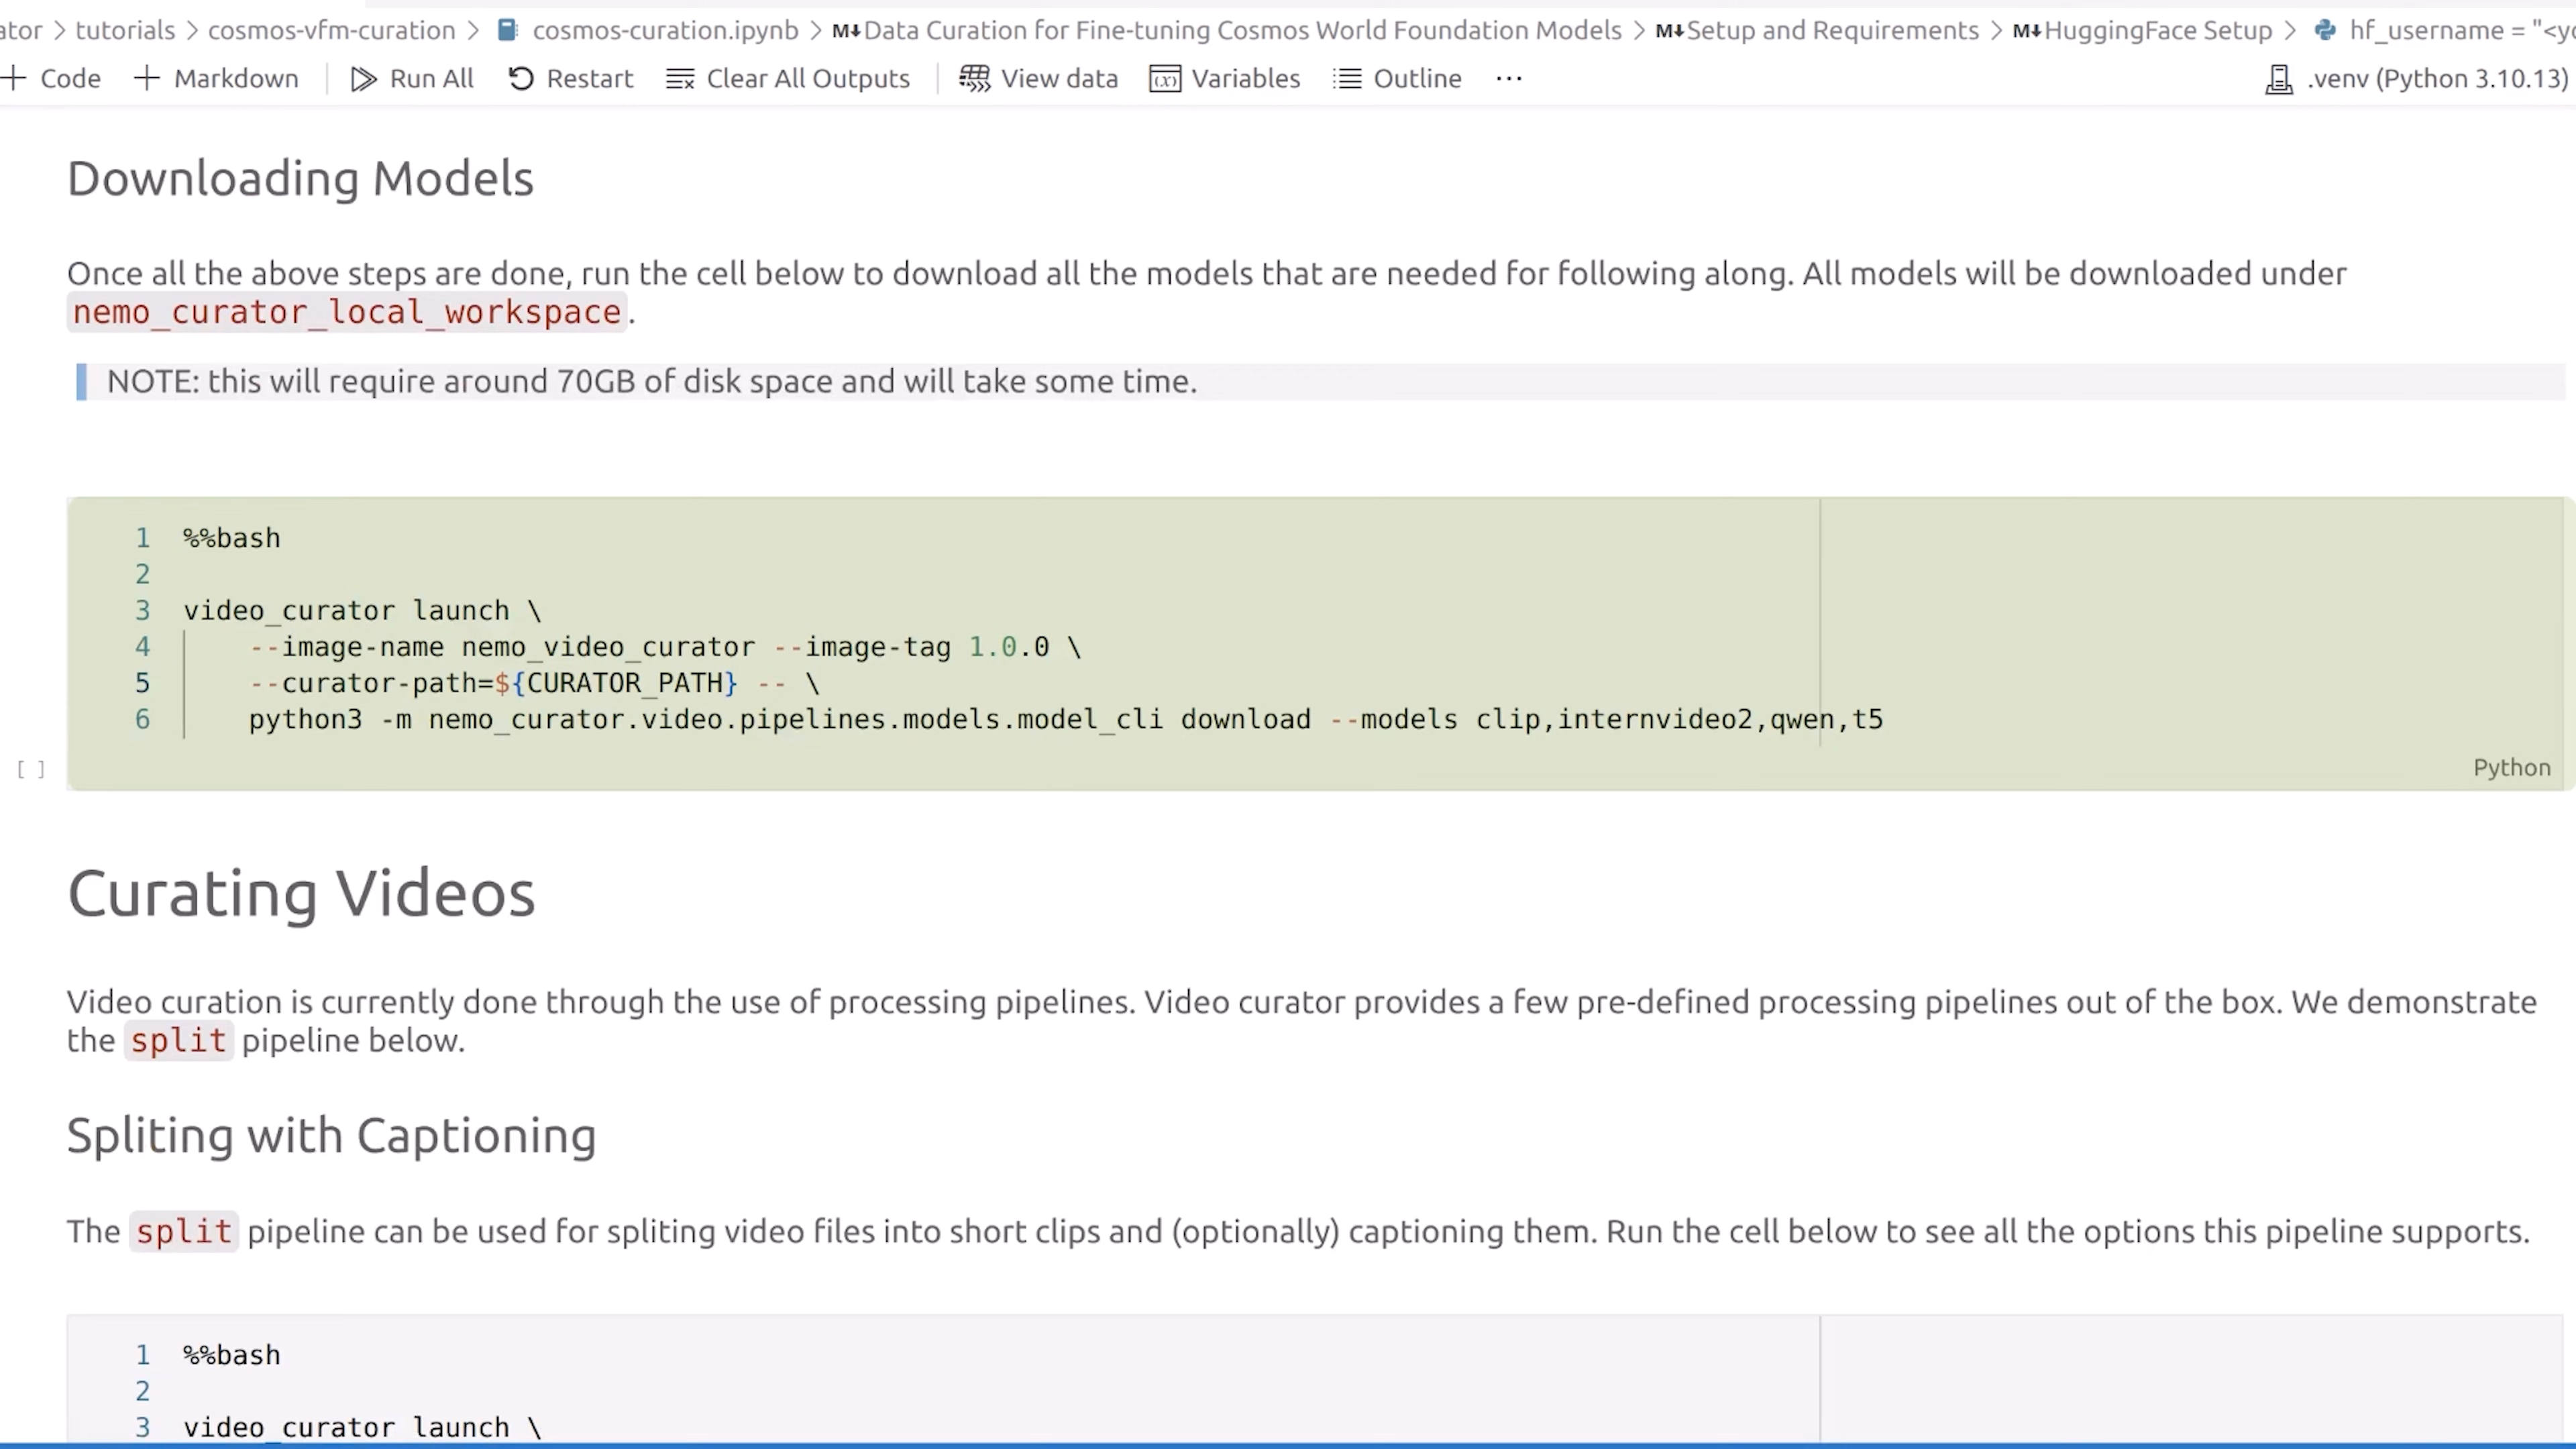 ator > tutorials > cosmos-vfm-curation > cosmos-curation.ipynb > M↓Data Curation for Fine-tuning Cosmos World Foundation Models > M↓Setup and Requirements > M↓HuggingFace Setup > hf_username = "<yo
+ Code + Markdown Run All Restart Clear All Outputs View data Variables Outline ··· .venv (Python 3.10.13)
Downloading Models
Once all the above steps are done, run the cell below to download all the models that are needed for following along. All models will be downloaded under
nemo_curator_local_workspace.
NOTE: this will require around 70GB of disk space and will take some time.
1 %%bash
2
3 video_curator launch \
4 --image-name nemo_video_curator --image-tag 1.0.0 \
5 --curator-path=${CURATOR_PATH} -- \
6 python3 -m nemo_curator.video.pipelines.models.model_cli download --models clip,internvideo2,qwen,t5
[ ]
Python
Curating Videos
Video curation is currently done through the use of processing pipelines. Video curator provides a few pre-defined processing pipelines out of the box. We demonstrate
the split pipeline below.
Spliting with Captioning
The split pipeline can be used for spliting video files into short clips and (optionally) captioning them. Run the cell below to see all the options this pipeline supports.
1 %%bash
2
3 video_curator launch \